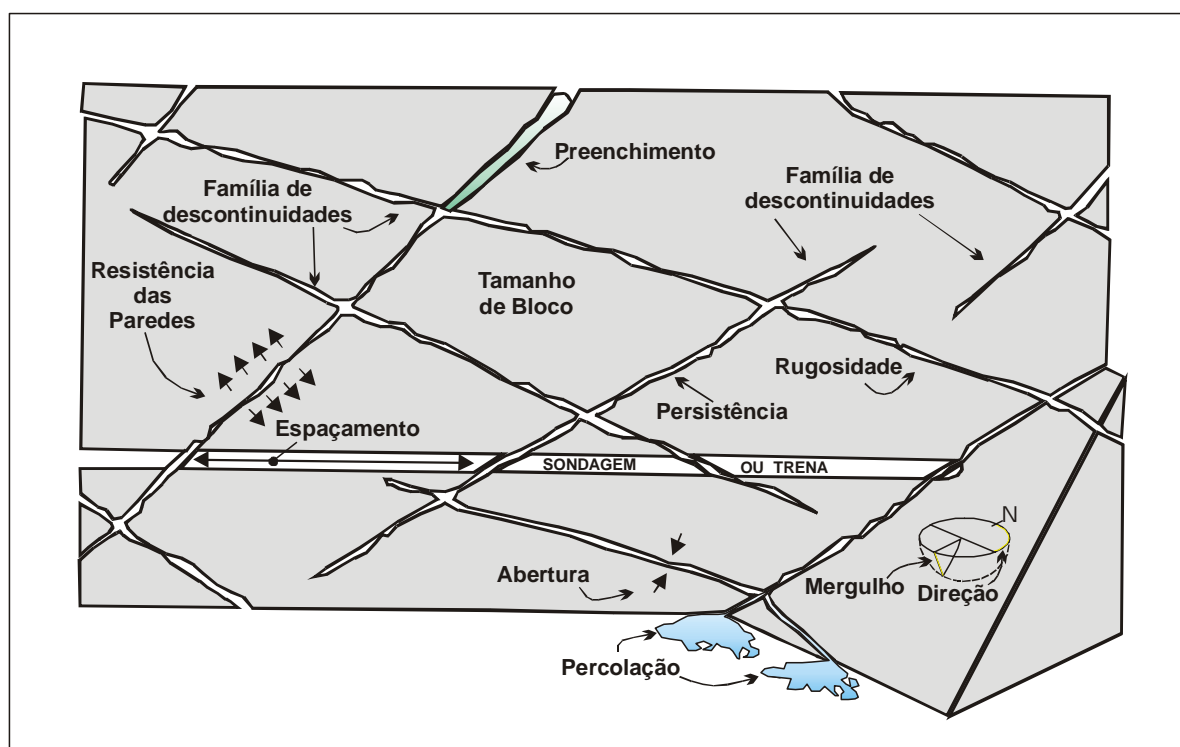 Preenchimento
Família de
descontinuidades
Família de
descontinuidades
Resistência
das
Paredes
Tamanho
de Bloco
Rugosidade
Persistência
Espaçamento
SONDAGEM
OU TRENA
N
Abertura
Mergulho
Direção
Percolação